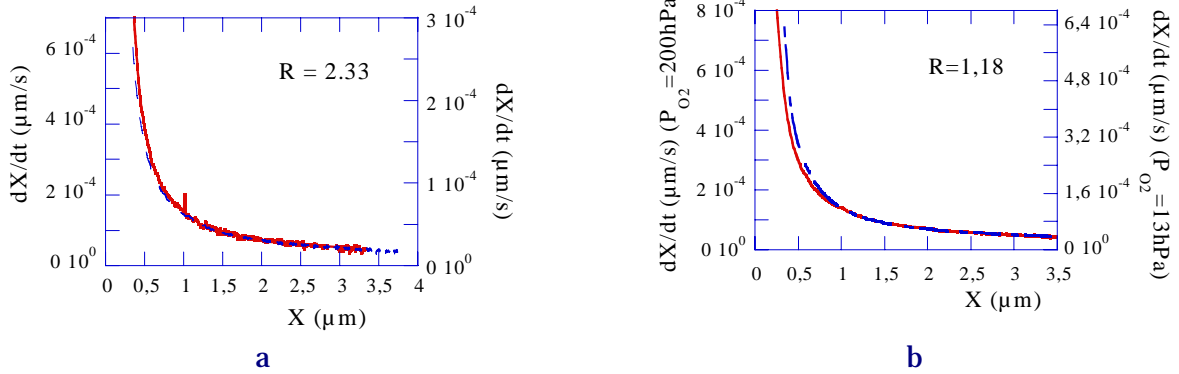 dX/dt (µm/s)
6 10⁻⁴
4 10⁻⁴
2 10⁻⁴
0 10⁰
R = 2.33
3 10⁻⁴
2 10⁻⁴
1 10⁻⁴
0 10⁰
dX/dt (µm/s)
0 0,5 1 1,5 2 2,5 3 3,5 4
X (µm)
a
dX/dt (µm/s) (P O2 =200hPa)
8 10⁻⁴
6 10⁻⁴
4 10⁻⁴
2 10⁻⁴
0 10⁰
R=1,18
6,4 10⁻⁴
4,8 10⁻⁴
3,2 10⁻⁴
1,6 10⁻⁴
0 10⁰
dX/dt (µm/s) (P O2 =13hPa)
0 0,5 1 1,5 2 2,5 3 3,5
X (µm)
b